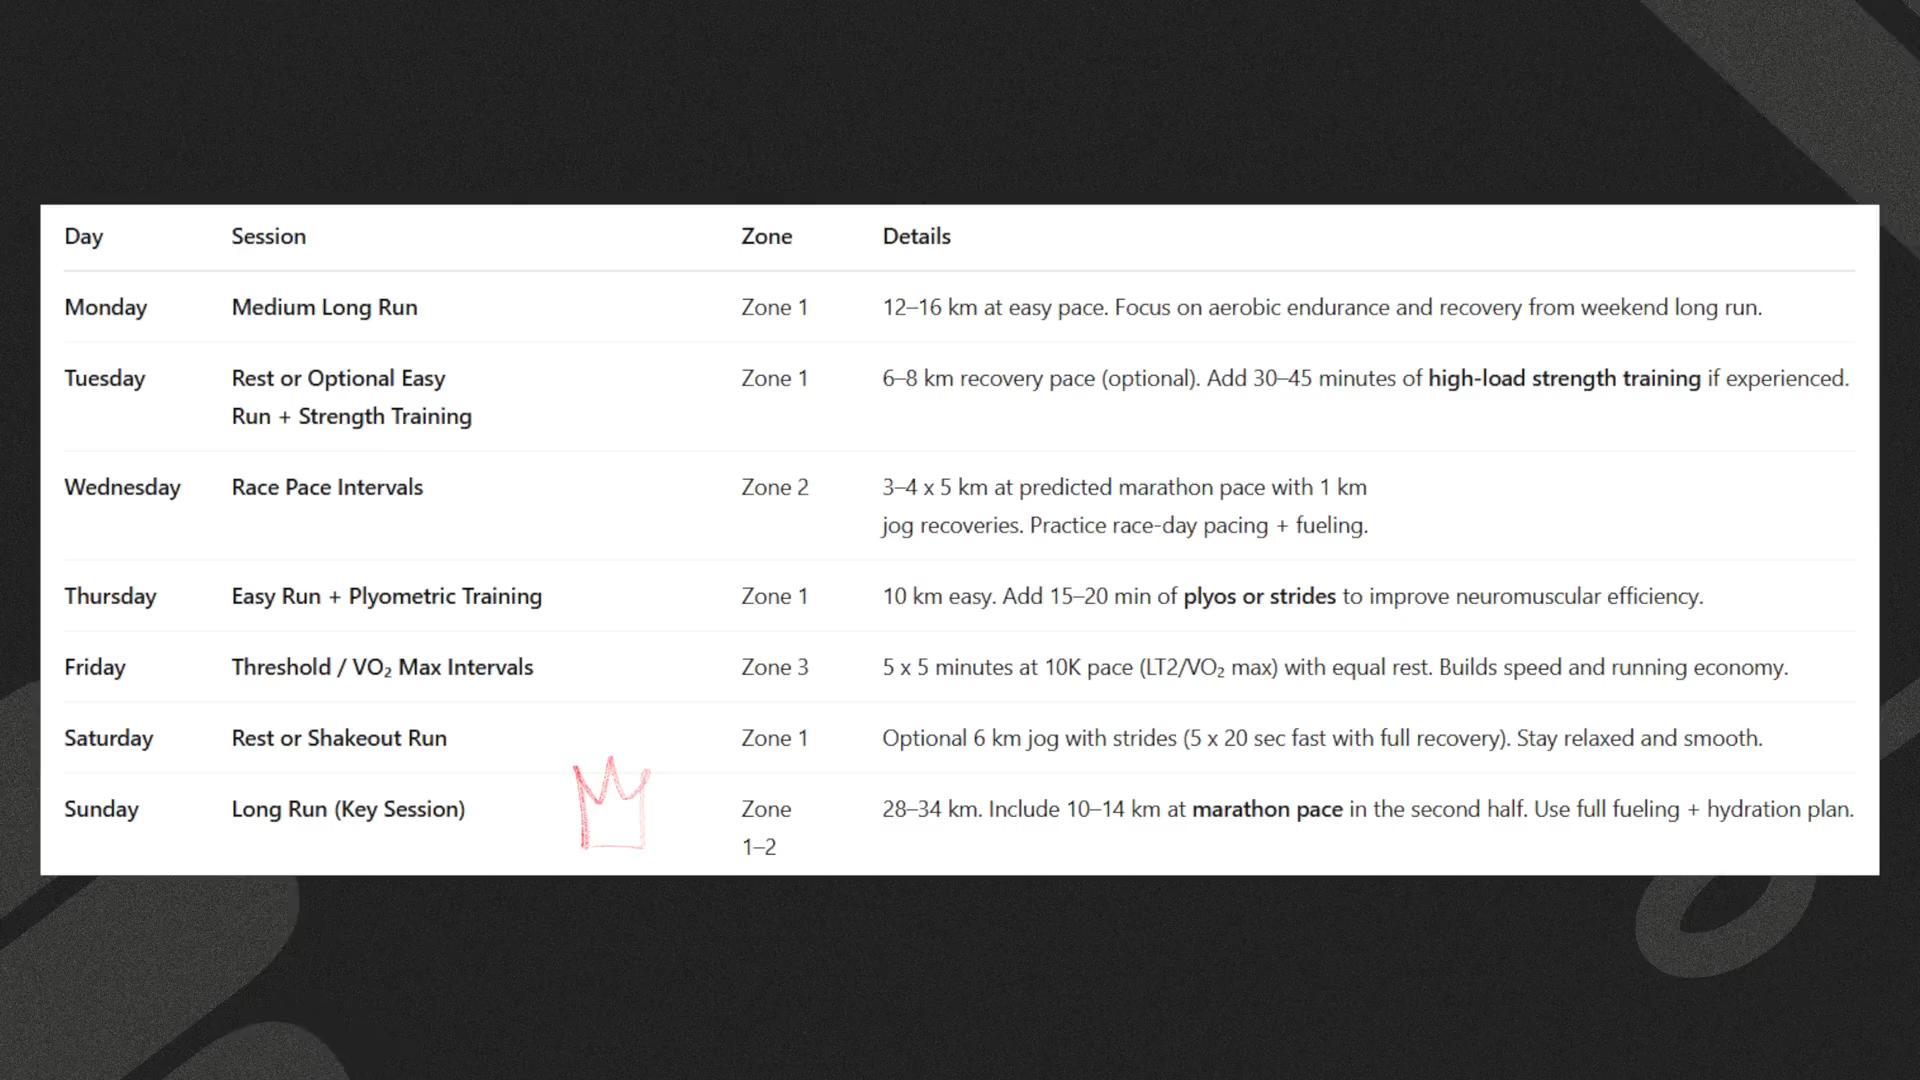 Day Session Zone Details
Monday Medium Long Run Zone 1 12–16 km at easy pace. Focus on aerobic endurance and recovery from weekend long run.
Tuesday Rest or Optional Easy Zone 1 6–8 km recovery pace (optional). Add 30–45 minutes of high-load strength training if experienced.
Run + Strength Training
Wednesday Race Pace Intervals Zone 2 3–4 x 5 km at predicted marathon pace with 1 km
jog recoveries. Practice race-day pacing + fueling.
Thursday Easy Run + Plyometric Training Zone 1 10 km easy. Add 15–20 min of plyos or strides to improve neuromuscular efficiency.
Friday Threshold / VO₂ Max Intervals Zone 3 5 x 5 minutes at 10K pace (LT2/VO₂ max) with equal rest. Builds speed and running economy.
Saturday Rest or Shakeout Run Zone 1 Optional 6 km jog with strides (5 x 20 sec fast with full recovery). Stay relaxed and smooth.
Sunday Long Run (Key Session) Zone 28–34 km. Include 10–14 km at marathon pace in the second half. Use full fueling + hydration plan.
1–2